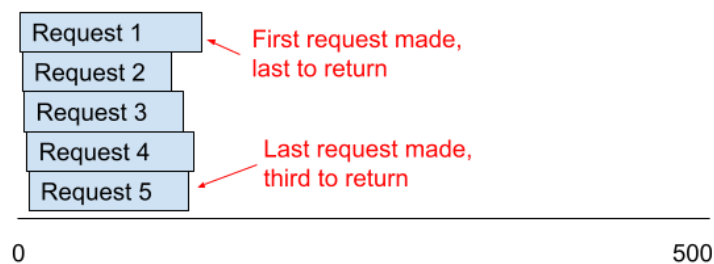 Request 1
First request made,
last to return
Request 2
Request 3
Request 4
Last request made,
third to return
Request 5
0
500